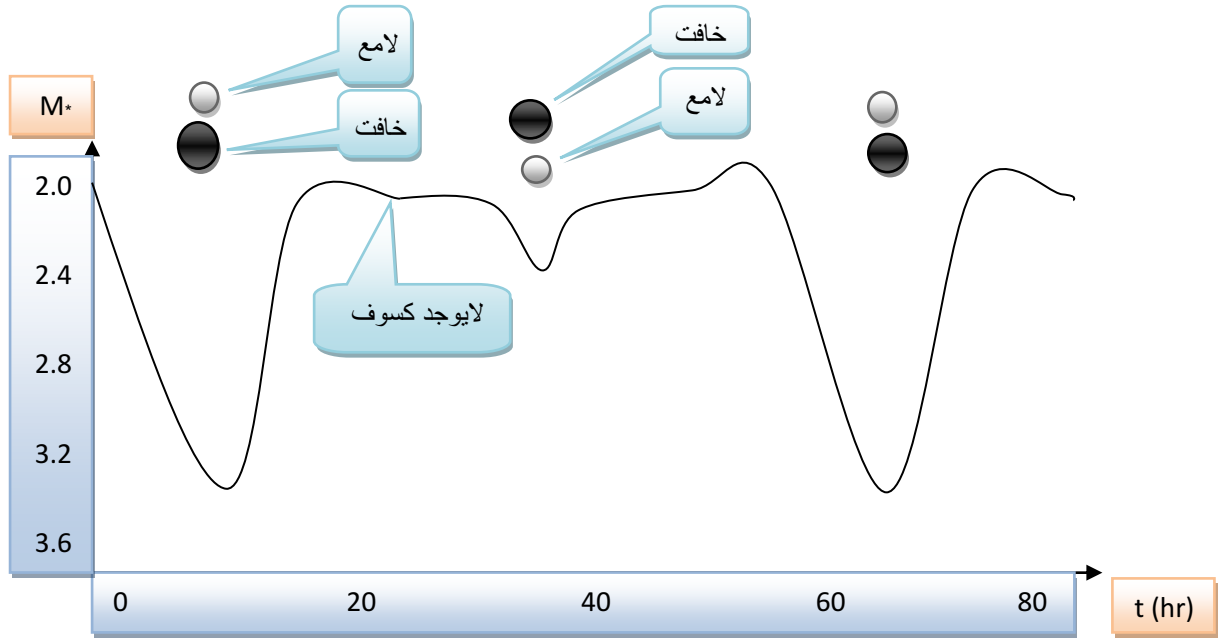 لامع
خافت
خافت
لامع
M*
2.0
2.4
2.8
3.2
3.6
لايوجد كسوف
0 20 40 60 80
t (hr)